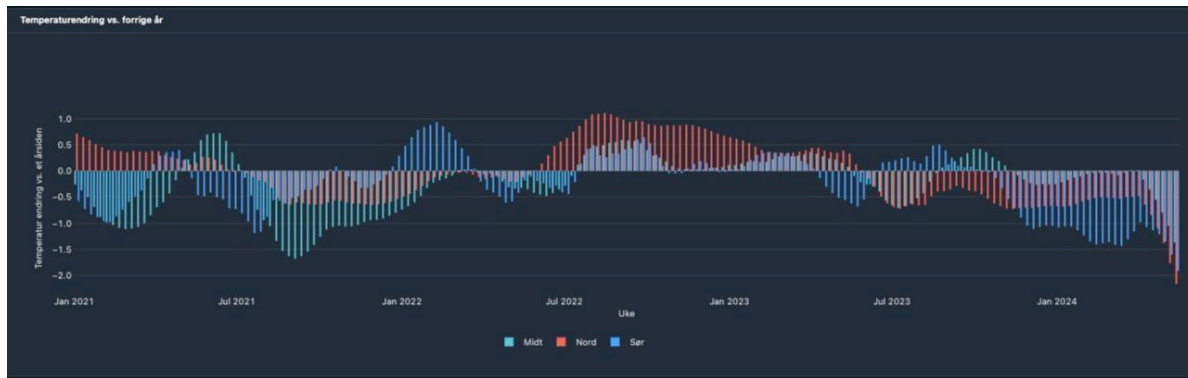 Temperaturendring vs. forrige år
Temperatur endring vs. et årsiden
1.0
0.5
0.0
−0.5
−1.0
−1.5
−2.0
Jan 2021 Jul 2021 Jan 2022 Jul 2022 Jan 2023 Jul 2023 Jan 2024
Uke
Midt Nord Sør